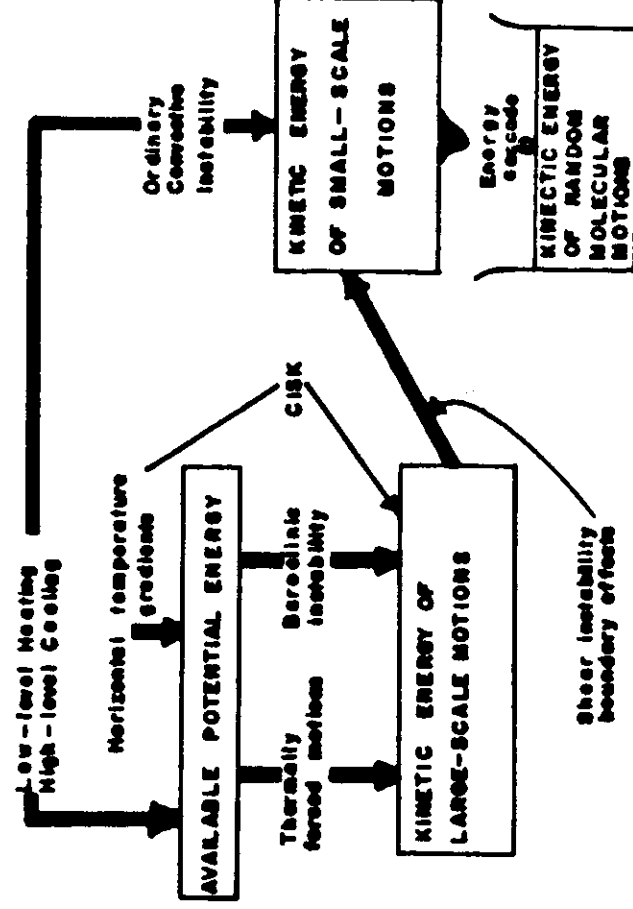 Low-level Heating
High-level Cooling
Horizontal temperature
gradients
AVAILABLE POTENTIAL ENERGY
Thermally
forced motions
Baroclinic
instability
CISK
KINETIC ENERGY OF
LARGE-SCALE MOTIONS
Shear instability
boundary effects
Ordinary
Convective
instability
KINETIC ENERGY
OF SMALL-SCALE
MOTIONS
Energy
cascade
KINECTIC ENERGY
OF RANDOM
MOLECULAR
MOTIONS